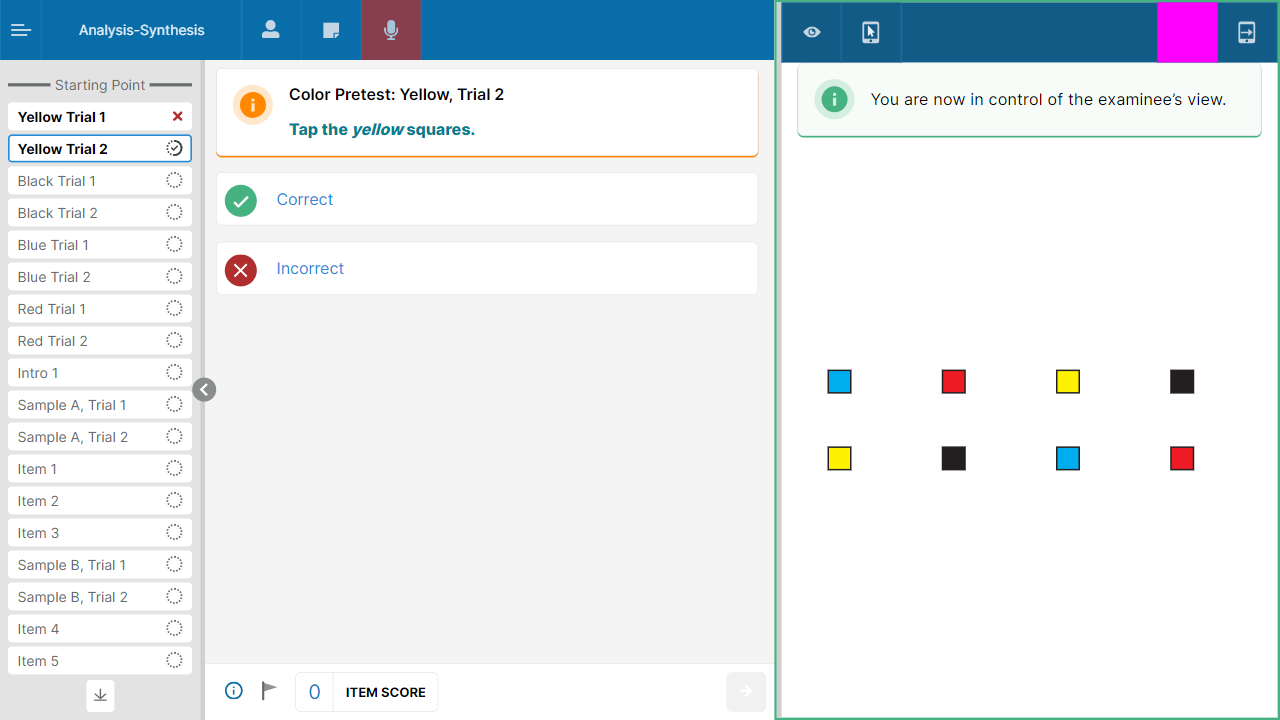 Analysis-Synthesis
Starting Point
Yellow Trial 1
Yellow Trial 2
Black Trial 1
Black Trial 2
Blue Trial 1
Blue Trial 2
Red Trial 1
Red Trial 2
Intro 1
Sample A, Trial 1
Sample A, Trial 2
Item 1
Item 2
Item 3
Sample B, Trial 1
Sample B, Trial 2
Item 4
Item 5
Color Pretest: Yellow, Trial 2
Tap the yellow squares.
Correct
Incorrect
0 ITEM SCORE
You are now in control of the examinee’s view.